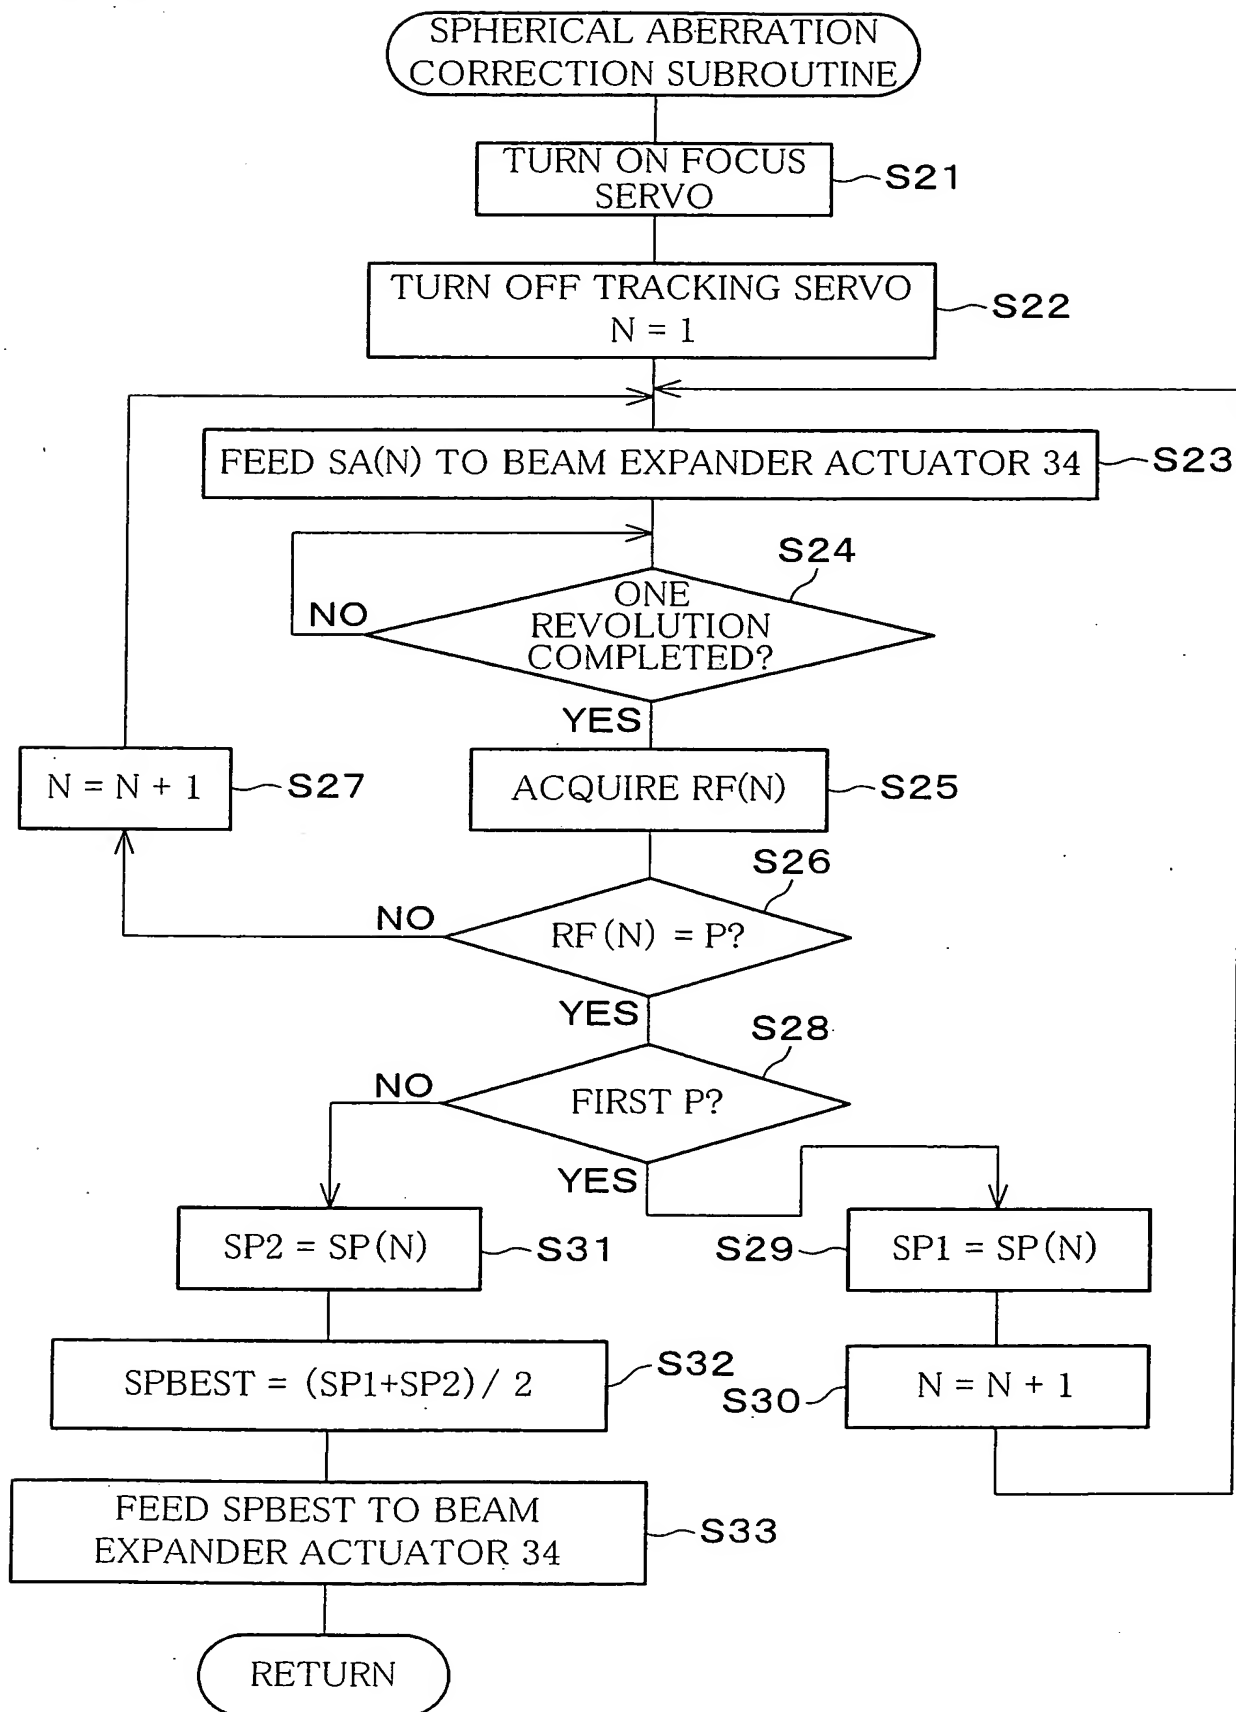 SPHERICAL ABERRATION
CORRECTION SUBROUTINE
TURN ON FOCUS
SERVO
S21
TURN OFF TRACKING SERVO
N = 1
S22
FEED SA(N) TO BEAM EXPANDER ACTUATOR 34
S23
S24
ONE
REVOLUTION
COMPLETED?
NO
YES
N = N + 1
S27
ACQUIRE RF(N)
S25
S26
NO
RF(N) = P?
YES
S28
NO
FIRST P?
YES
SP2 = SP(N)
S31
S29
SP1 = SP(N)
SPBEST = (SP1+SP2) / 2
S32
S30
N = N + 1
FEED SPBEST TO BEAM
EXPANDER ACTUATOR 34
S33
RETURN